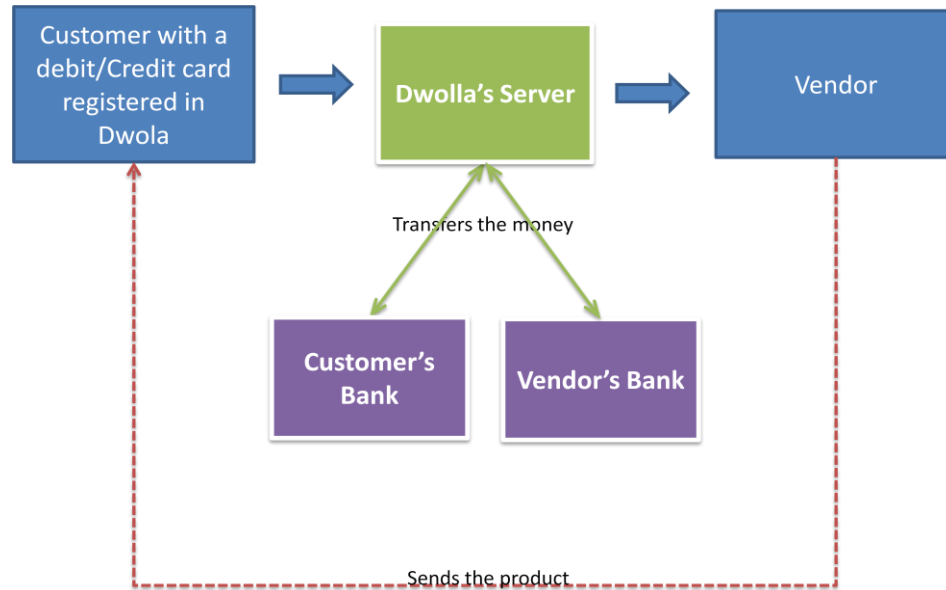 Customer with a
debit/Credit card
registered in
Dwola
Dwolla's Server
Vendor
Transfers the money
Customer's
Bank
Vendor's Bank
Sends the product